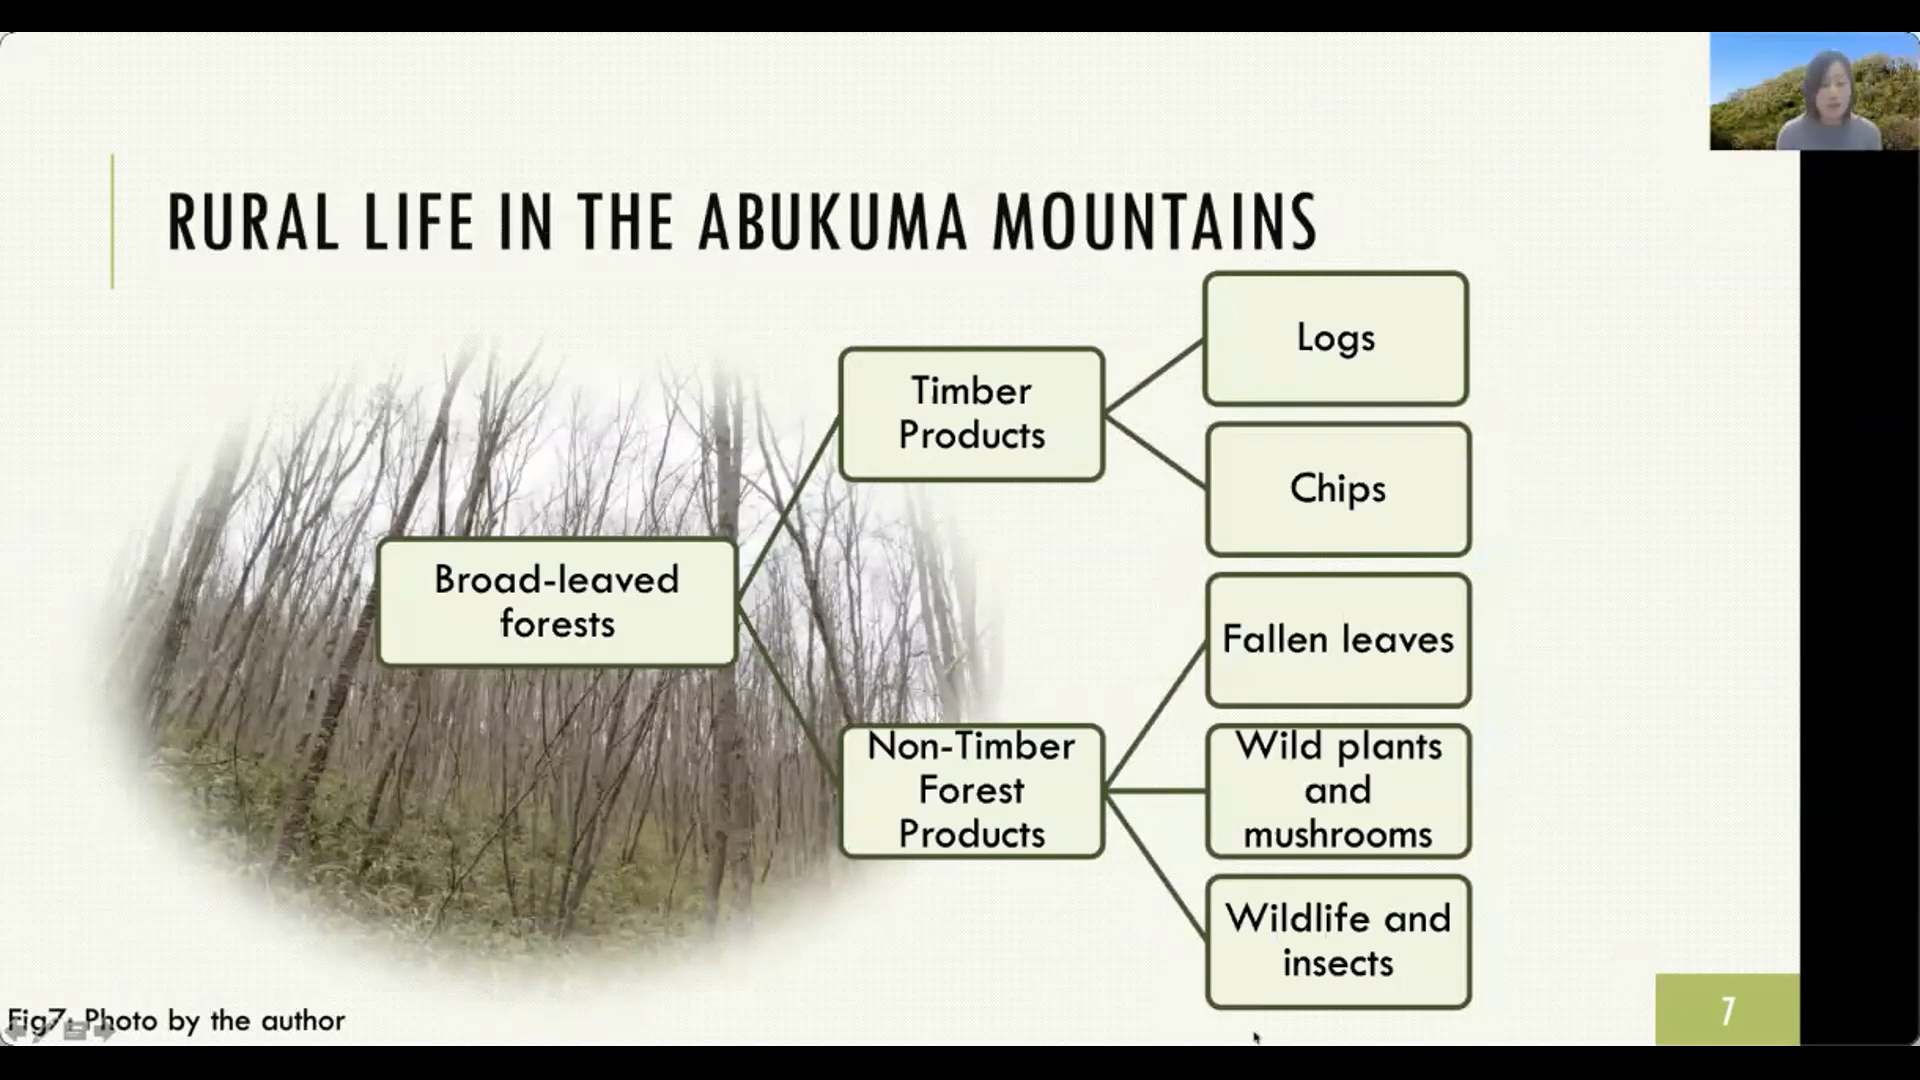 RURAL LIFE IN THE ABUKUMA MOUNTAINS
Broad-leaved
forests
Timber
Products
Logs
Chips
Non-Timber
Forest
Products
Fallen leaves
Wild plants
and
mushrooms
Wildlife and
insects
Fig7: Photo by the author
7